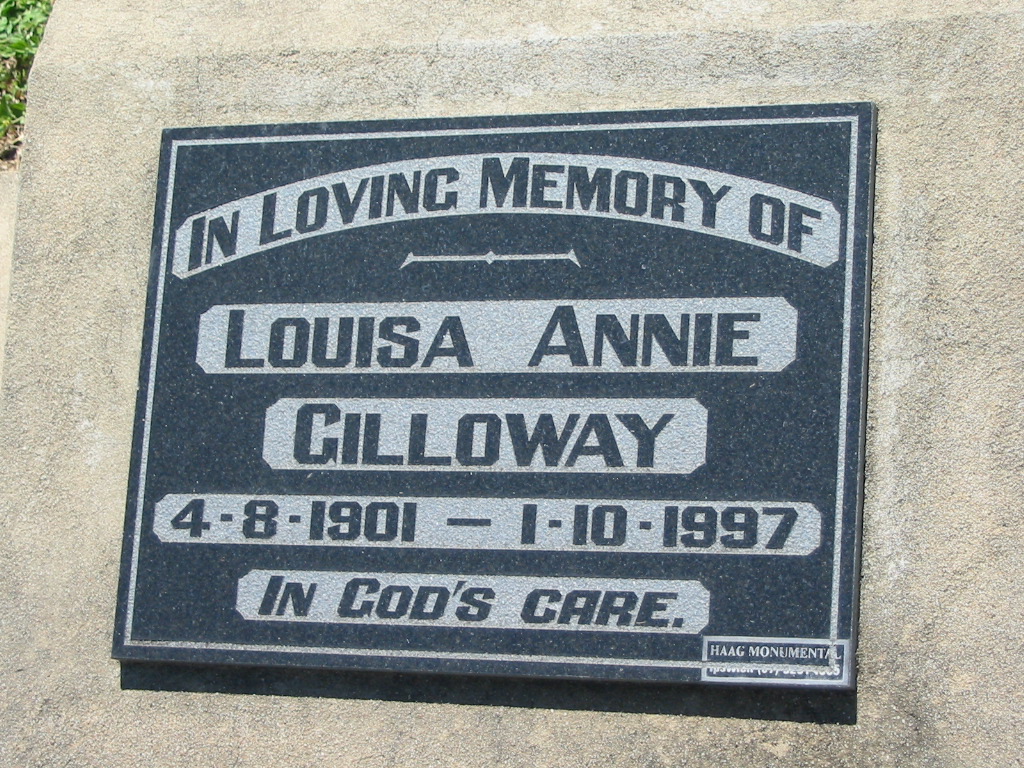 IN LOVING MEMORY OF
LOUISA ANNIE
GILLOWAY
4-8-1901 — 1-10-1997
IN GOD'S CARE.
HAAG MONUMENTAL